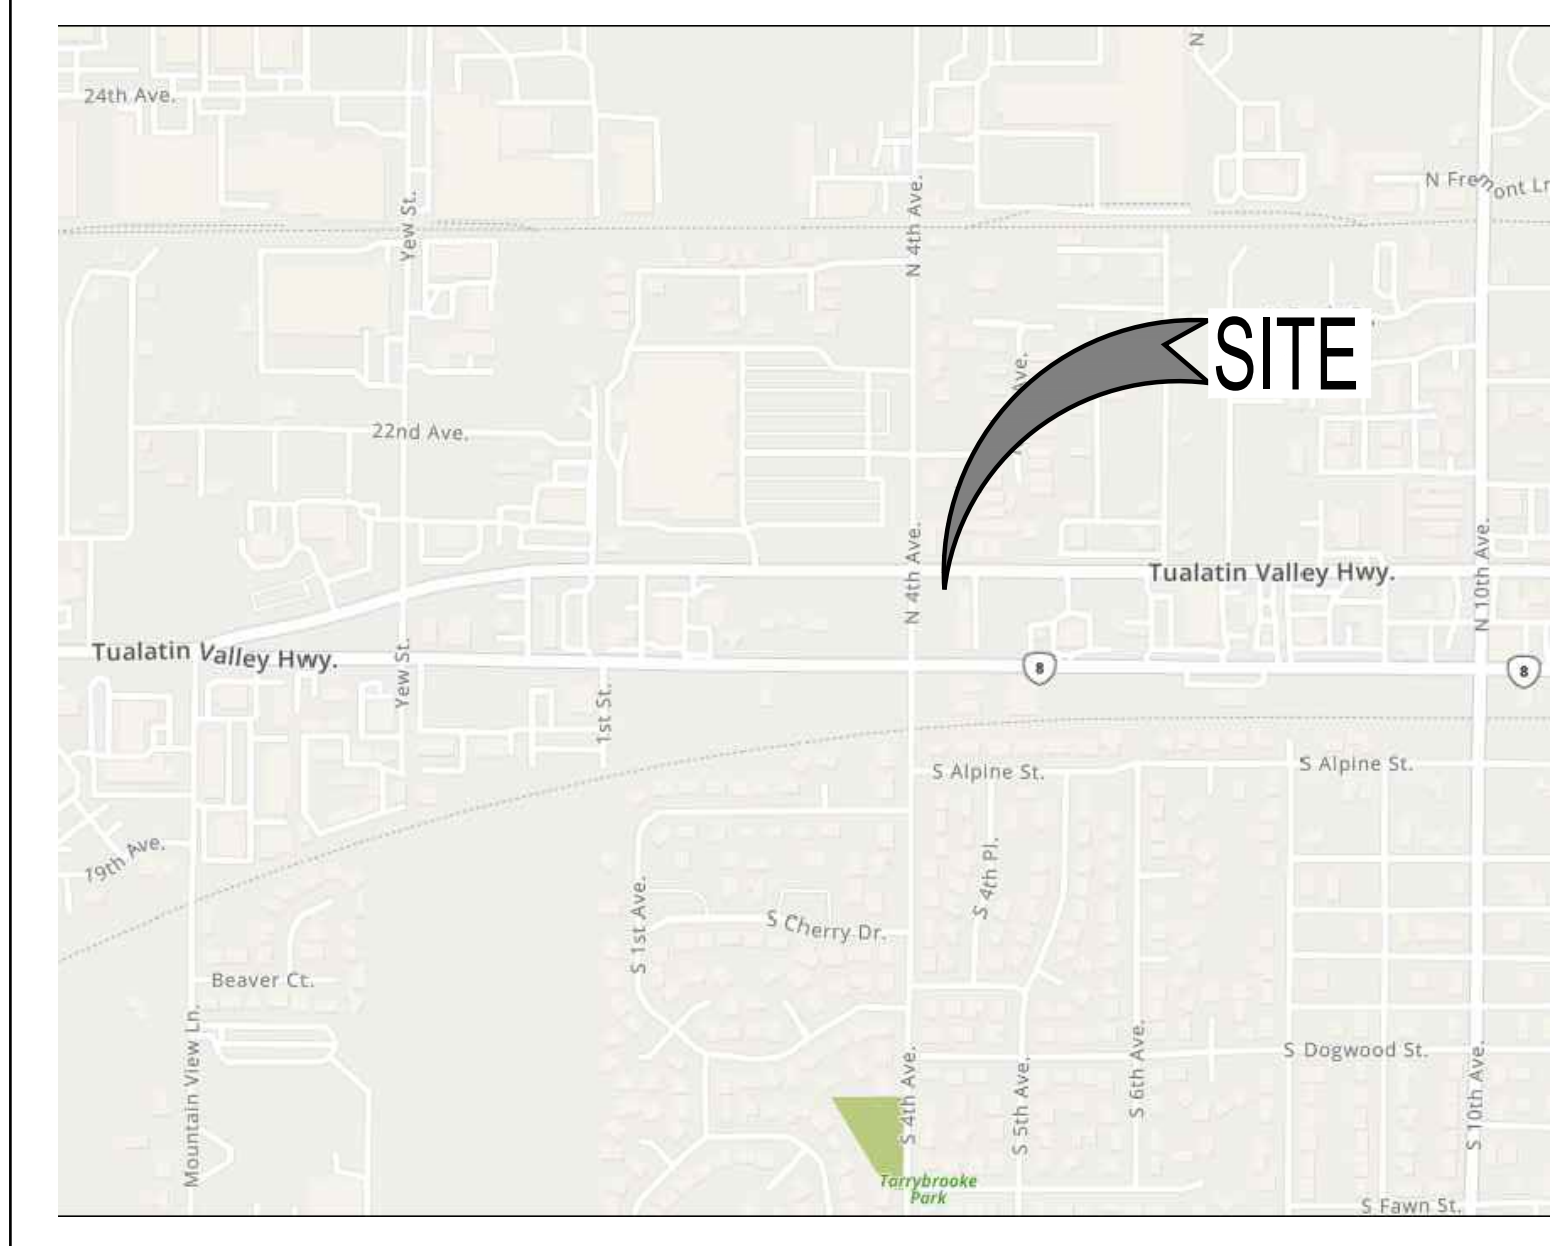 N
24th Ave.
N Fremont Ln
Yew St.
N 4th Ave.
SITE
Ave.
22nd Ave.
N 4th Ave.
Tualatin Valley Hwy.
N 10th Ave.
Tualatin Valley Hwy.
Yew St.
8
8
1st St.
S Alpine St.
S Alpine St.
19th Ave.
S 4th Pl.
S 1st Ave.
S Cherry Dr.
Beaver Ct.
Mountain View Ln.
S 4th Ave.
S 5th Ave.
S 6th Ave.
S Dogwood St.
S 10th Ave.
Tarrybrooke
Park
S Fawn St.